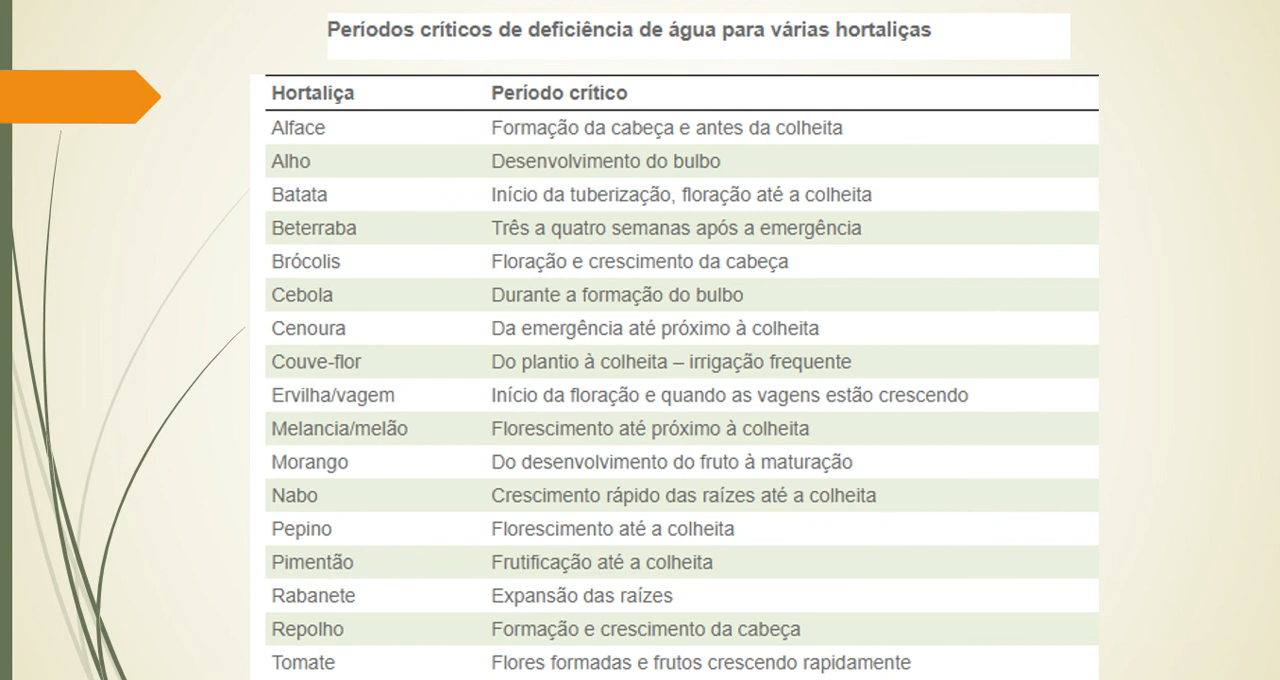 Períodos críticos de deficiência de água para várias hortaliças
Hortaliça Período crítico
Alface Formação da cabeça e antes da colheita
Alho Desenvolvimento do bulbo
Batata Início da tuberização, floração até a colheita
Beterraba Três a quatro semanas após a emergência
Brócolis Floração e crescimento da cabeça
Cebola Durante a formação do bulbo
Cenoura Da emergência até próximo à colheita
Couve-flor Do plantio à colheita – irrigação frequente
Ervilha/vagem Início da floração e quando as vagens estão crescendo
Melancia/melão Florescimento até próximo à colheita
Morango Do desenvolvimento do fruto à maturação
Nabo Crescimento rápido das raízes até a colheita
Pepino Florescimento até a colheita
Pimentão Frutificação até a colheita
Rabanete Expansão das raízes
Repolho Formação e crescimento da cabeça
Tomate Flores formadas e frutos crescendo rapidamente